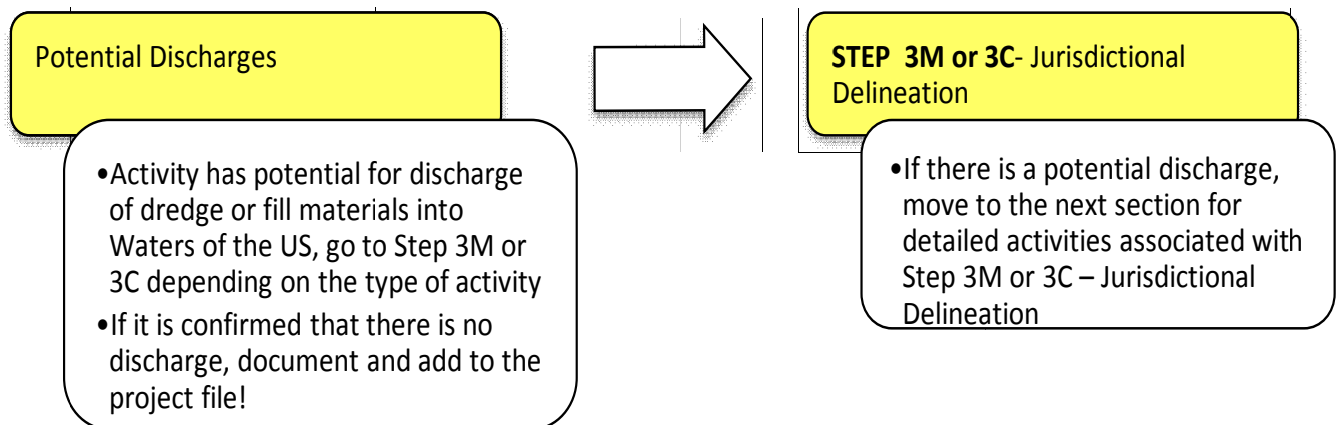 Potential Discharges
•Activity has potential for discharge
of dredge or fill materials into
Waters of the US, go to Step 3M or
3C depending on the type of activity
•If it is confirmed that there is no
discharge, document and add to the
project file!
STEP 3M or 3C- Jurisdictional
Delineation
•If there is a potential discharge,
move to the next section for
detailed activities associated with
Step 3M or 3C – Jurisdictional
Delineation